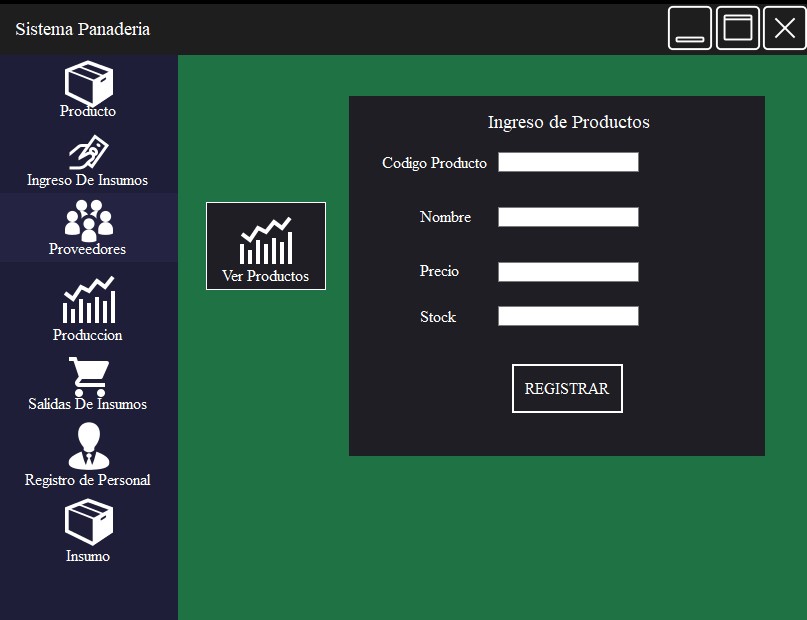 Sistema Panaderia
Producto
Ingreso De Insumos
Proveedores
Produccion
Salidas De Insumos
Registro de Personal
Insumo
Ver Productos
Ingreso de Productos
Codigo Producto
Nombre
Precio
Stock
REGISTRAR